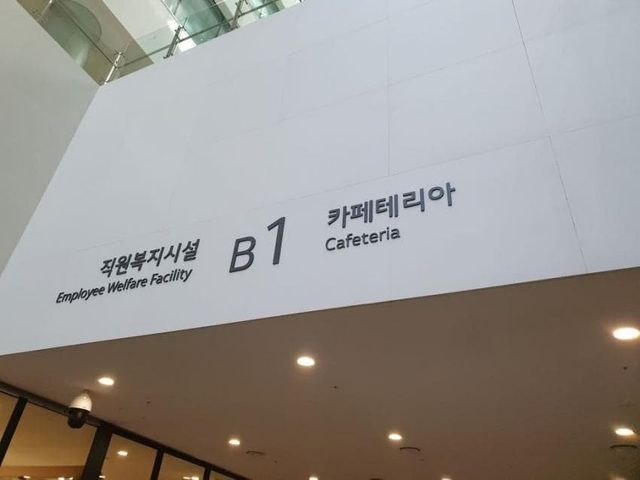 직원복지시설
Employee Welfare Facility
B1
카페테리아
Cafeteria